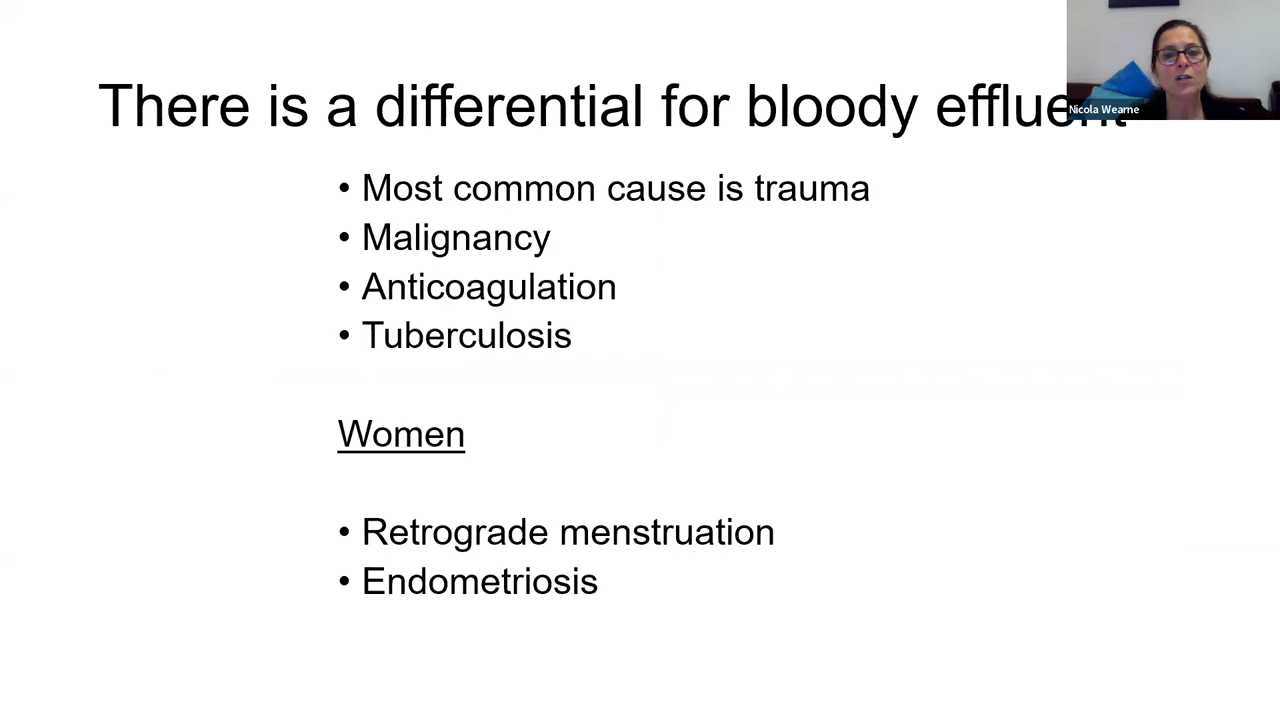 There is a differential for bloody effluent
Nicola Wearne
• Most common cause is trauma
• Malignancy
• Anticoagulation
• Tuberculosis
Women
• Retrograde menstruation
• Endometriosis